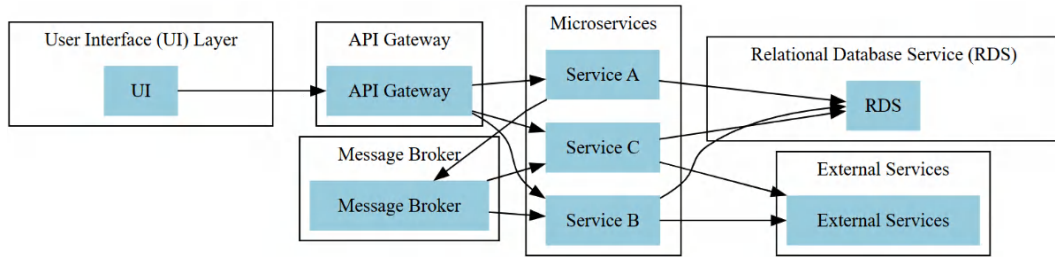 User Interface (UI) Layer
UI
API Gateway
API Gateway
Message Broker
Message Broker
Microservices
Service A
Service C
Service B
Relational Database Service (RDS)
RDS
External Services
External Services